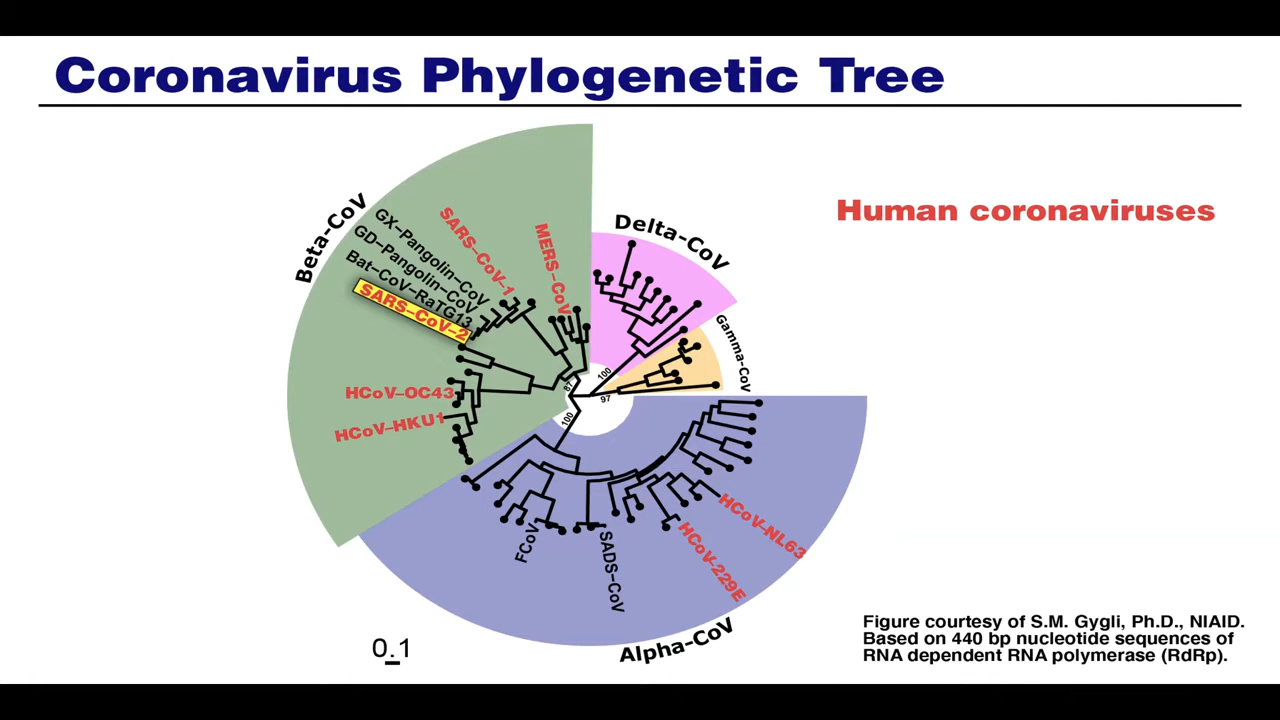 Coronavirus Phylogenetic Tree
Human coronaviruses
Beta-CoV
GX–Pangolin–CoV
GD–Pangolin–CoV
Bat–CoV–RaTG13
SARS–CoV–2
SARS–CoV–1
MERS–CoV
HCoV–OC43
HCoV–HKU1
Delta-CoV
Gamma-CoV
100
97
87
100
FCoV
SADS–CoV
HCoV-229E
HCoV-NL63
Alpha-CoV
0.1
Figure courtesy of S.M. Gygli, Ph.D., NIAID.
Based on 440 bp nucleotide sequences of
RNA dependent RNA polymerase (RdRp).